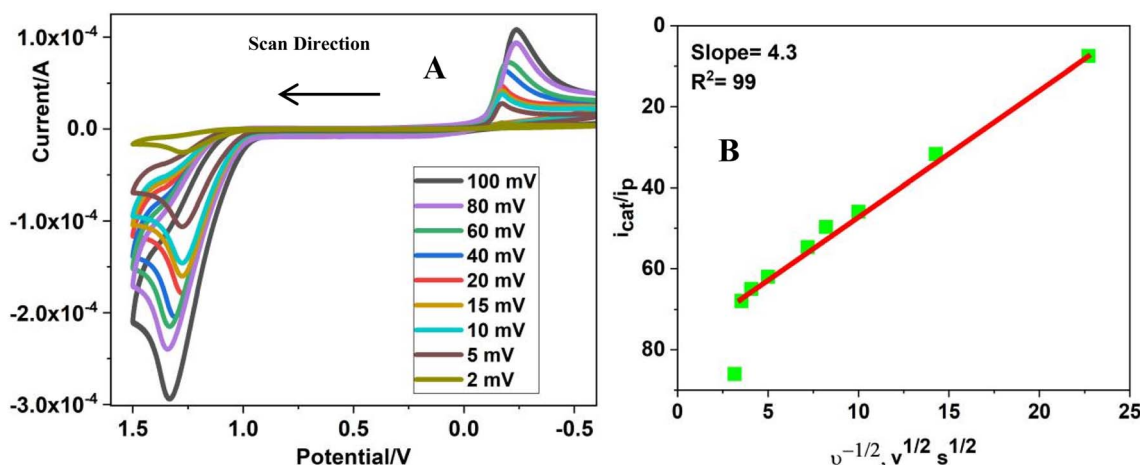 Current/A
1.0x10⁻⁴
0.0
-1.0x10⁻⁴
-2.0x10⁻⁴
-3.0x10⁻⁴
Scan Direction
A
100 mV
80 mV
60 mV
40 mV
20 mV
15 mV
10 mV
5 mV
2 mV
1.5 1.0 0.5 0.0 -0.5
Potential/V
i_cat/i_p
0
20
40
60
80
Slope= 4.3
R²= 99
B
0 5 10 15 20 25
υ⁻¹/², v¹/² s¹/²